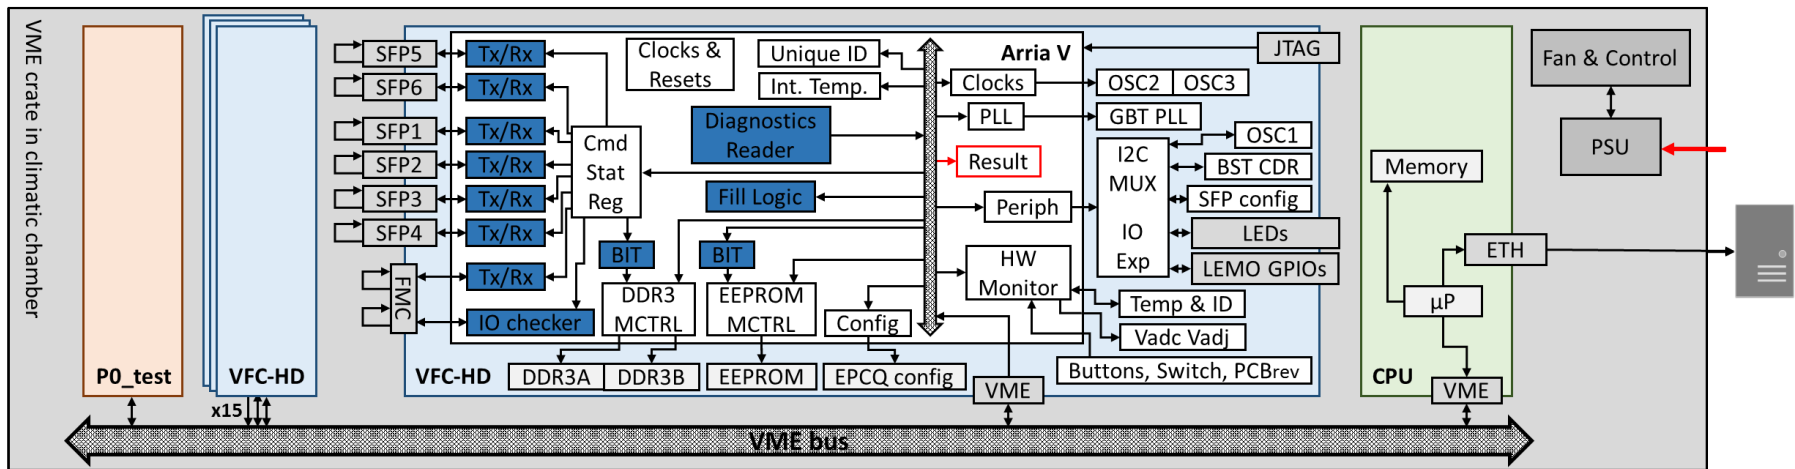 VME crate in climatic chamber
P0_test
VFC-HD
x15
SFP5
SFP6
SFP1
SFP2
SFP3
SFP4
FMC
Tx/Rx
Tx/Rx
Tx/Rx
Tx/Rx
Tx/Rx
Tx/Rx
Tx/Rx
IO checker
Clocks &
Resets
Cmd
Stat
Reg
BIT
DDR3
MCTRL
DDR3A
DDR3B
VFC-HD
Unique ID
Int. Temp.
Diagnostics
Reader
Fill Logic
BIT
EEPROM
MCTRL
EEPROM
Config
EPCQ config
Arria V
Clocks
PLL
Result
Periph
HW
Monitor
VME
JTAG
OSC2
OSC3
GBT PLL
I2C
MUX
IO
Exp
OSC1
BST CDR
SFP config
LEDs
LEMO GPIOs
Temp & ID
Vadc Vadj
Buttons, Switch, PCBrev
Memory
ETH
µP
CPU
VME
Fan & Control
PSU
VME bus